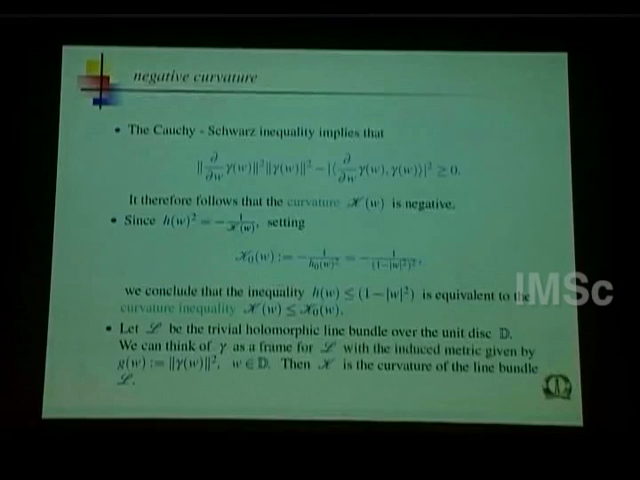 negative curvature
• The Cauchy - Schwarz inequality implies that
‖∂/∂w γ(w)‖²‖γ(w)‖² − |⟨∂/∂w γ(w), γ(w)⟩|² ≥ 0.
It therefore follows that the curvature 𝒦(w) is negative.
• Since h(w)² = −1/𝒦(w), setting
𝒦₀(w) := −1/h₀(w)² = −1/(1−|w|²)²,
we conclude that the inequality h(w) ≤ (1−|w|²) is equivalent to the
curvature inequality 𝒦(w) ≤ 𝒦₀(w).
• Let ℒ be the trivial holomorphic line bundle over the unit disc 𝔻.
We can think of γ as a frame for ℒ with the induced metric given by
g(w) := ‖γ(w)‖², w ∈ 𝔻. Then 𝒦 is the curvature of the line bundle
ℒ.
IMSc